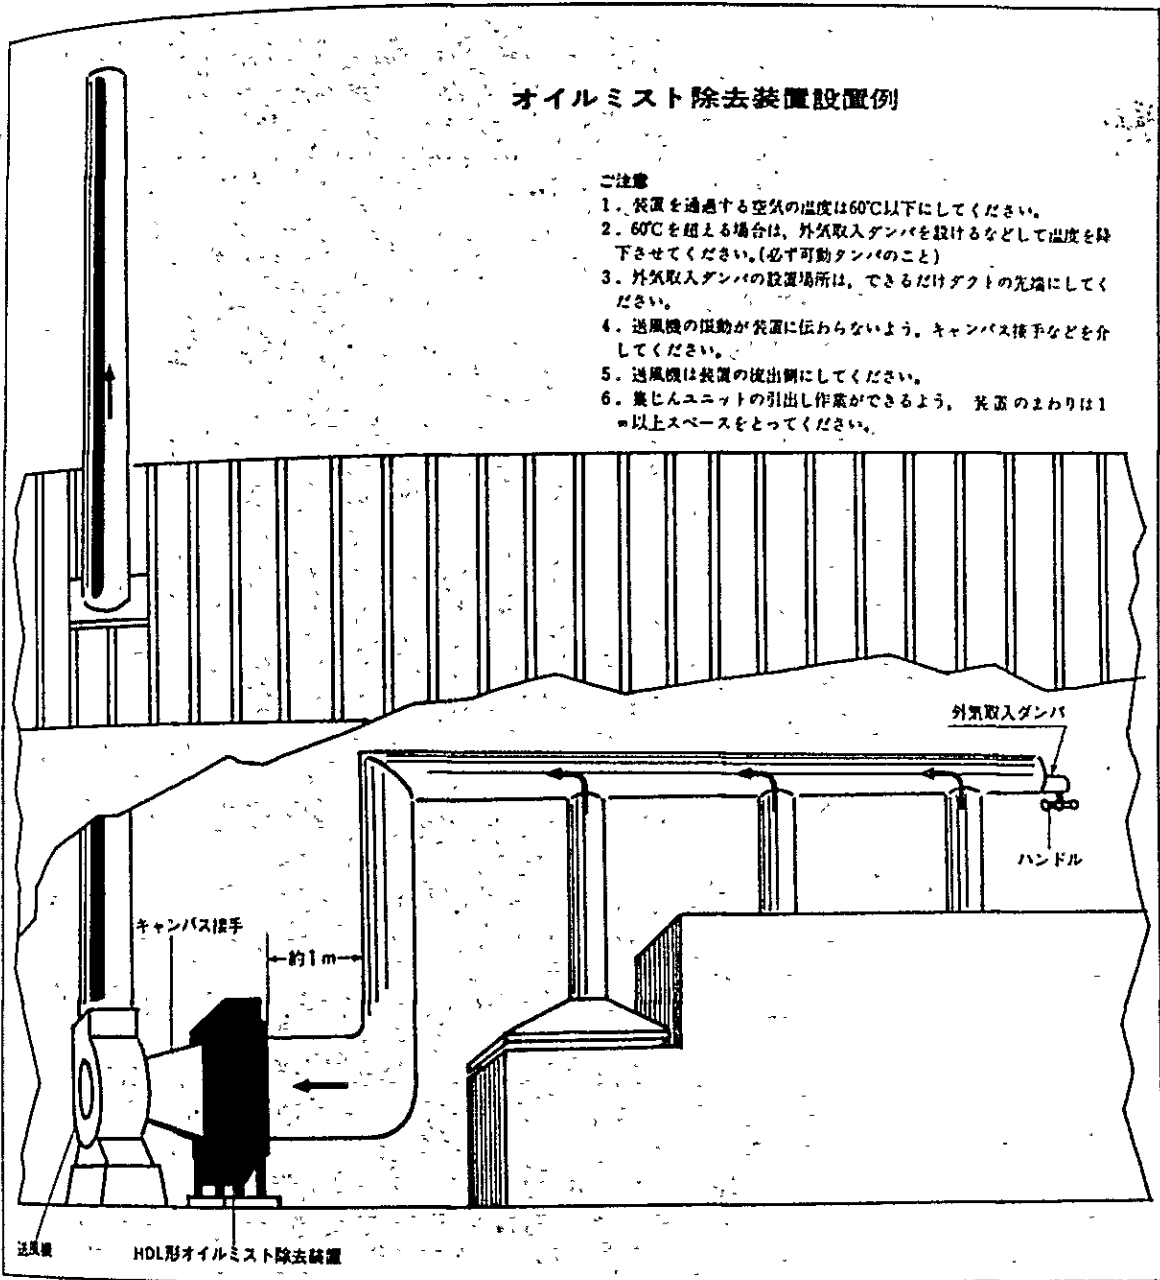 オイルミスト除去装置設置例
ご注意
1. 装置を通過する空気の温度は60℃以下にしてください。
2. 60℃を超える場合は、外気取入ダンパを設けるなどして温度を降
下させてください。(必ず可動ダンパのこと)
3. 外気取入ダンパの設置場所は、できるだけダクトの先端にしてく
ださい。
4. 送風機の振動が装置に伝わらないよう、キャンバス接手などを介
してください。
5. 送風機は装置の流出側にしてください。
6. 集じんユニットの引出し作業ができるよう、装置のまわりは1
m以上スペースをとってください。
外気取入ダンパ
ハンドル
キャンバス接手
約1m
送風機
HDL形オイルミスト除去装置